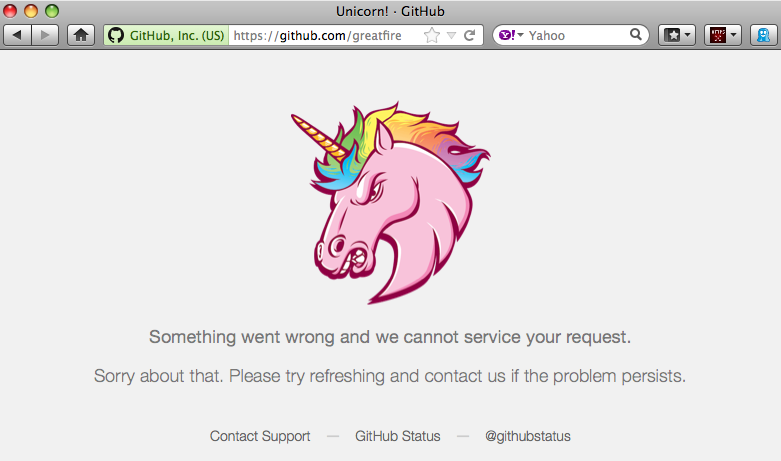 Unicorn! · GitHub
GitHub, Inc. (US) https://github.com/greatfire Yahoo
Something went wrong and we cannot service your request.
Sorry about that. Please try refreshing and contact us if the problem persists.
Contact Support — GitHub Status — @githubstatus